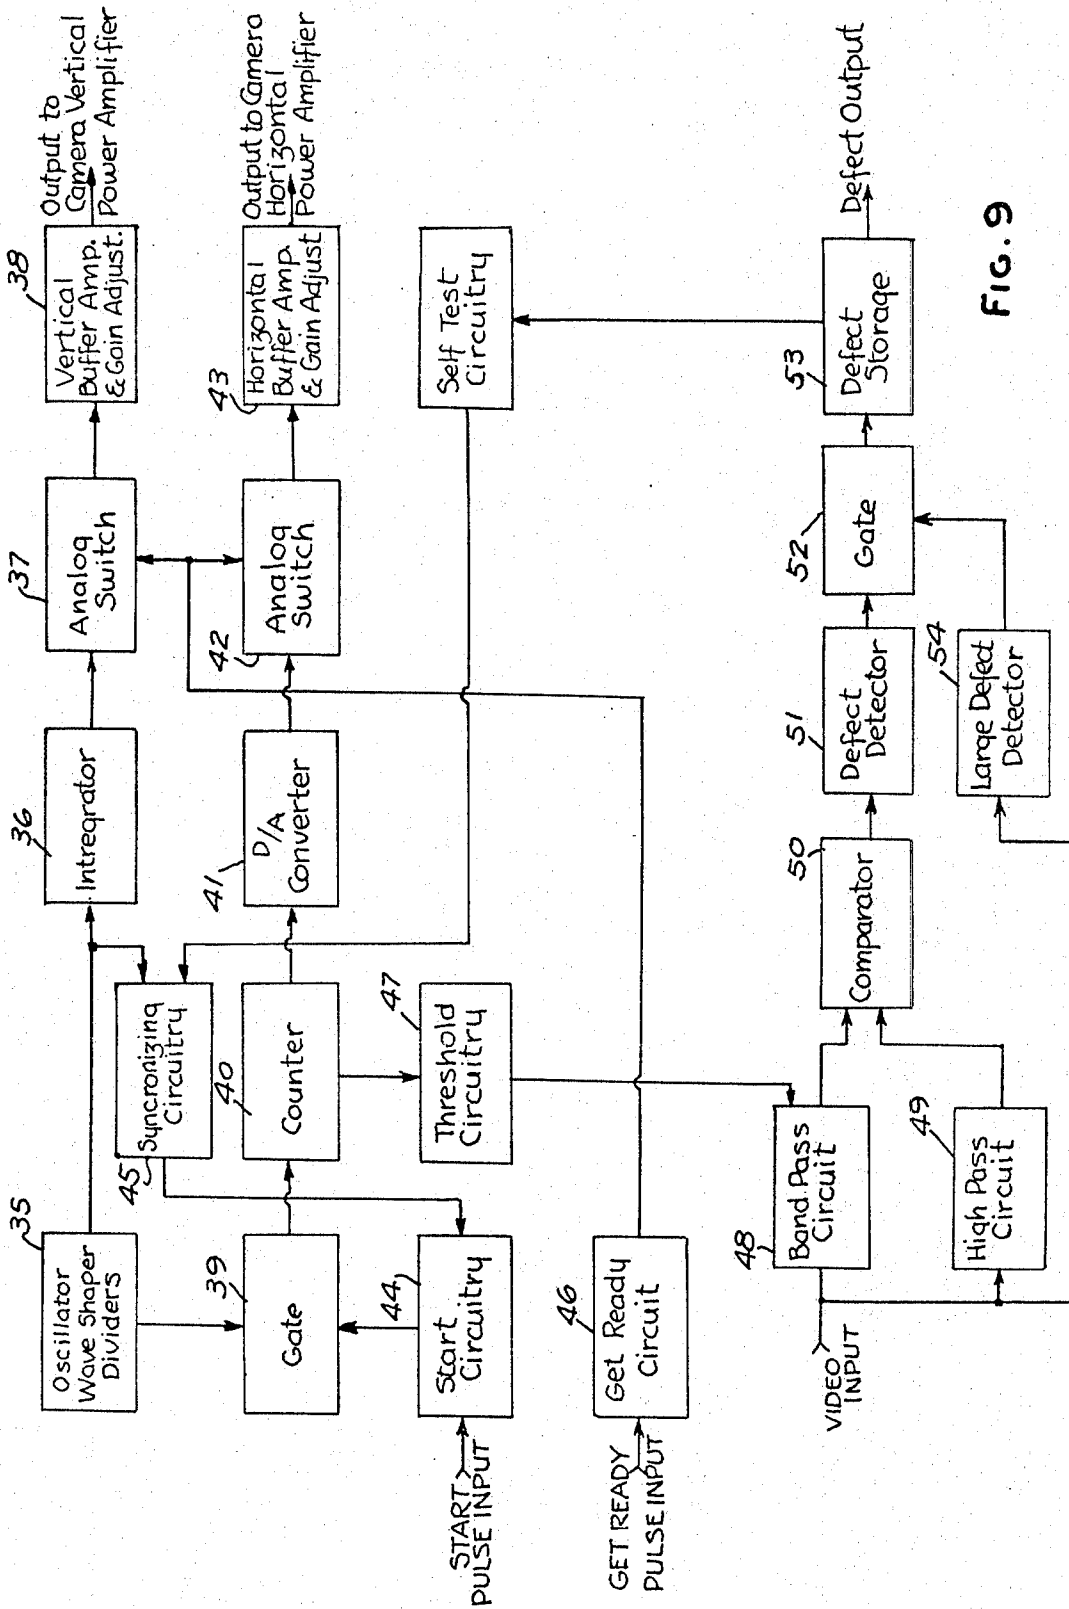 35
Oscillator
Wave Shaper
Dividers
36
Intregrator
37
Analog
Switch
38
Vertical
Buffer Amp.
& Gain Adjust.
Output to
Camera Vertical
Power Amplifier
45
Syncronizing
Circuitry
39
Gate
40
Counter
41
D/A
Converter
42
Analog
Switch
43
Horizontal
Buffer Amp
& Gain Adjust
Output to Camera
Horizontal
Power Amplifier
START
PULSE INPUT
44
Start
Circuitry
47
Threshold
Circuitry
Self Test
Circuitry
GET READY
PULSE INPUT
46
Get Ready
Circuit
VIDEO
INPUT
48
Band Pass
Circuit
49
High Pass
Circuit
50
Comparator
51
Defect
Detector
52
Gate
53
Defect
Storage
Defect Output
54
Large Defect
Detector
FIG. 9